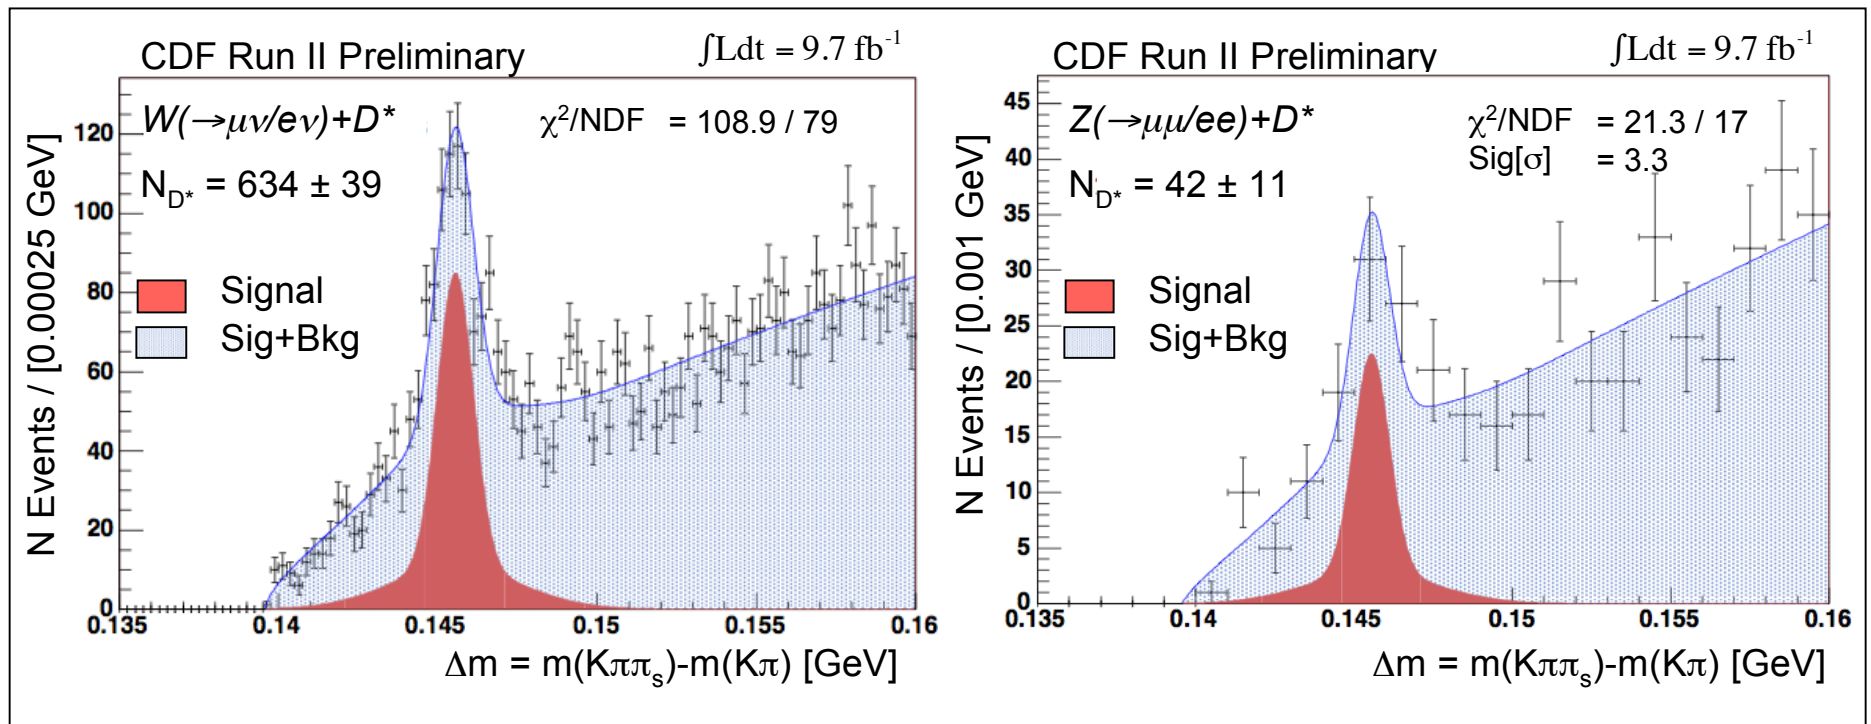 CDF Run II Preliminary
∫Ldt = 9.7 fb⁻¹
W(→μν/eν)+D*
χ²/NDF = 108.9 / 79
N_D* = 634 ± 39
Signal
Sig+Bkg
N Events / [0.00025 GeV]
120
100
80
60
40
20
0
0.135 0.14 0.145 0.15 0.155 0.16
Δm = m(Kππₛ)-m(Kπ) [GeV]
CDF Run II Preliminary
∫Ldt = 9.7 fb⁻¹
Z(→μμ/ee)+D*
χ²/NDF = 21.3 / 17
Sig[σ] = 3.3
N_D* = 42 ± 11
Signal
Sig+Bkg
N Events / [0.001 GeV]
45
40
35
30
25
20
15
10
5
0
0.135 0.14 0.145 0.15 0.155 0.16
Δm = m(Kππₛ)-m(Kπ) [GeV]